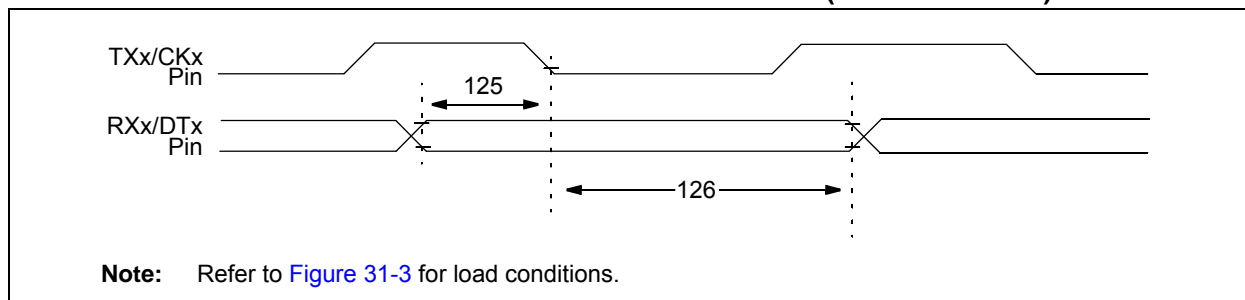 TXx/CKx
Pin
125
RXx/DTx
Pin
126
Note: Refer to Figure 31-3 for load conditions.